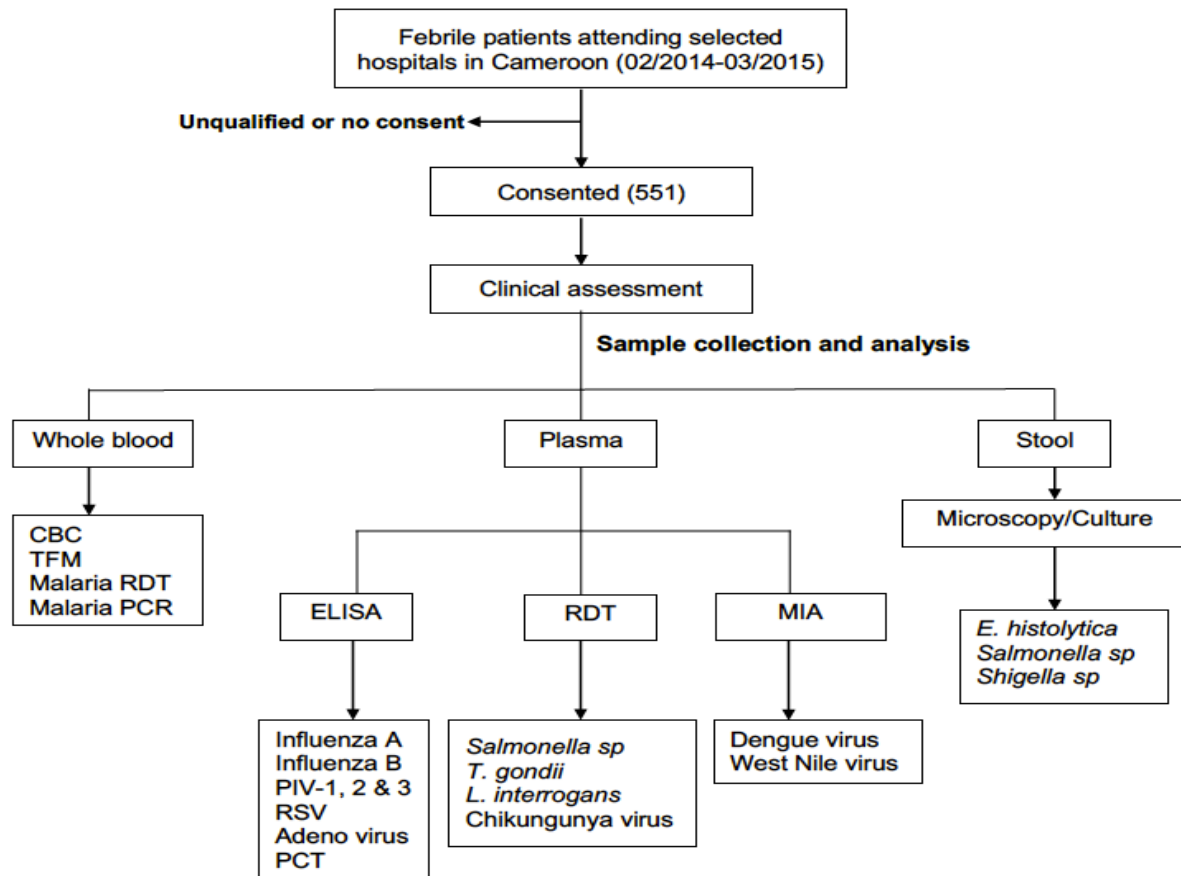 Febrile patients attending selected
hospitals in Cameroon (02/2014-03/2015)
Unqualified or no consent
Consented (551)
Clinical assessment
Sample collection and analysis
Whole blood
Plasma
Stool
CBC
TFM
Malaria RDT
Malaria PCR
Microscopy/Culture
ELISA
RDT
MIA
E. histolytica
Salmonella sp
Shigella sp
Influenza A
Influenza B
PIV-1, 2 & 3
RSV
Adeno virus
PCT
Salmonella sp
T. gondii
L. interrogans
Chikungunya virus
Dengue virus
West Nile virus